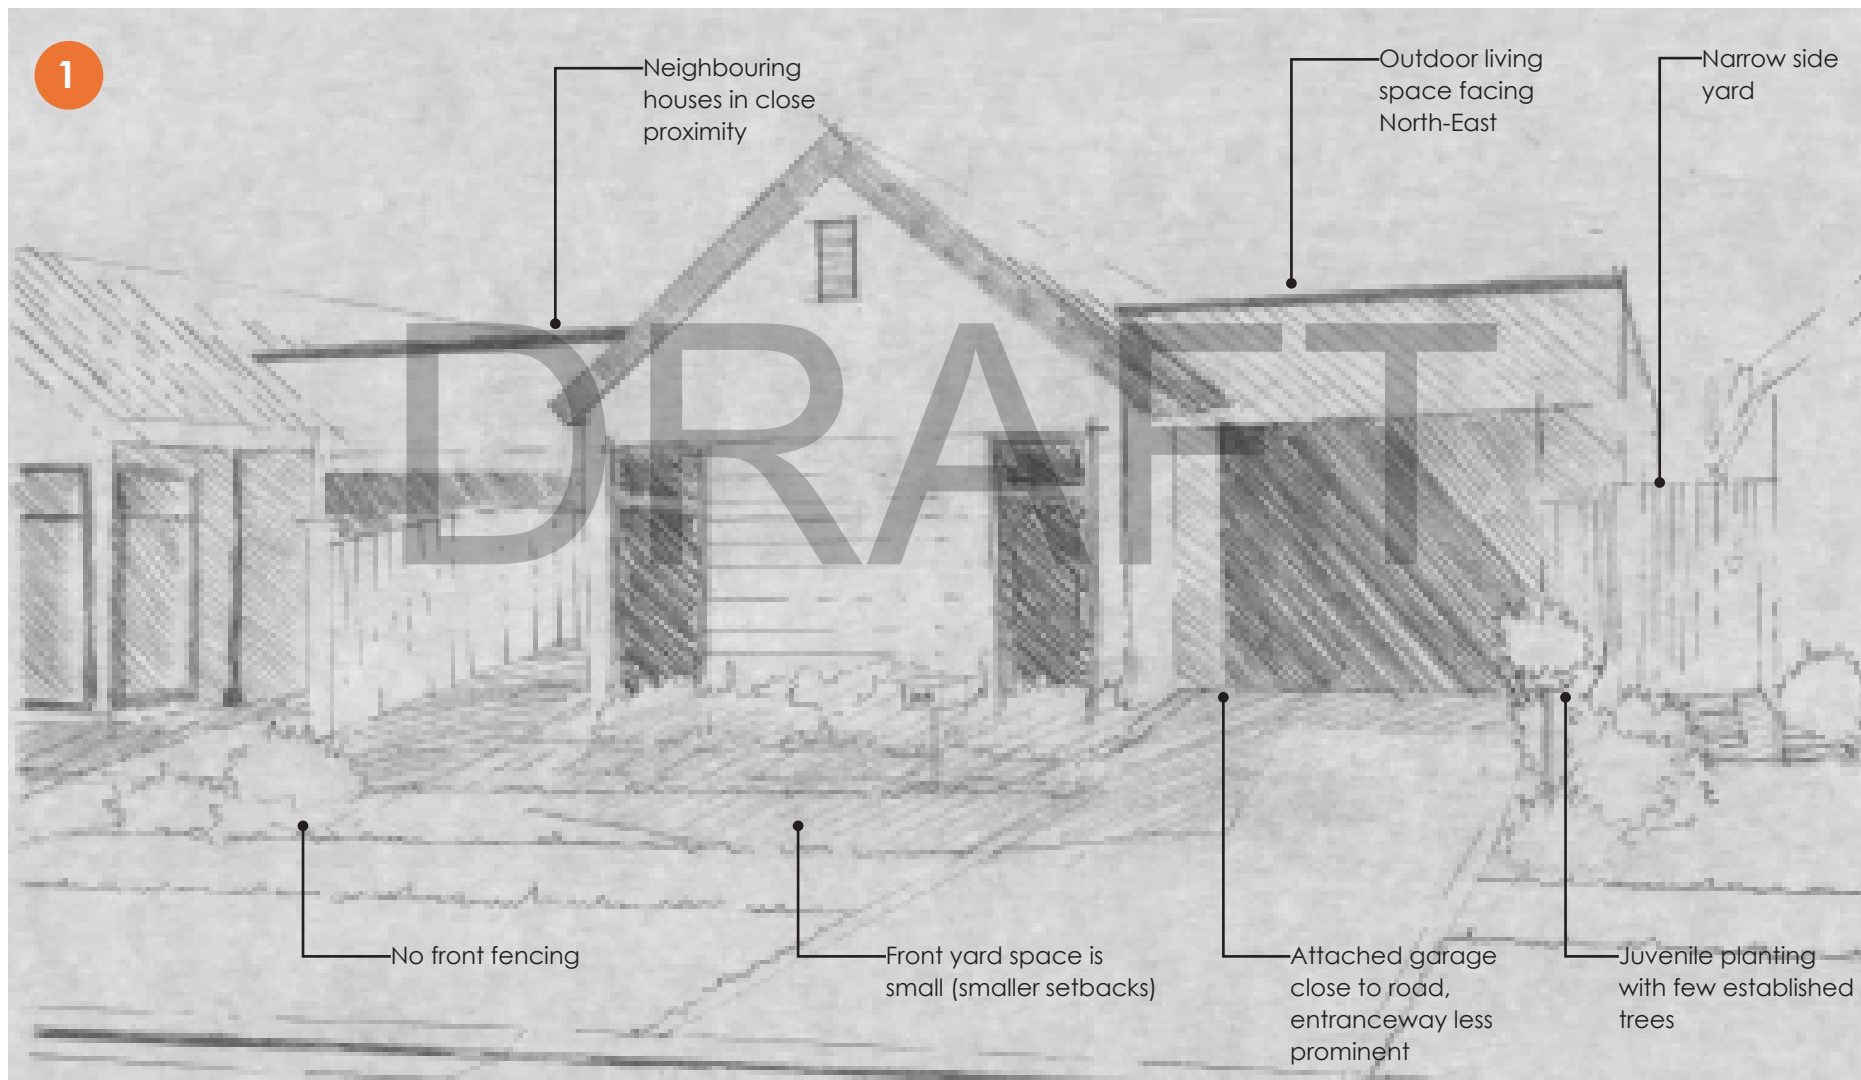 1
Neighbouring
houses in close
proximity
Outdoor living
space facing
North-East
Narrow side
yard
DRAFT
No front fencing
Front yard space is
small (smaller setbacks)
Attached garage
close to road,
entranceway less
prominent
Juvenile planting
with few established
trees